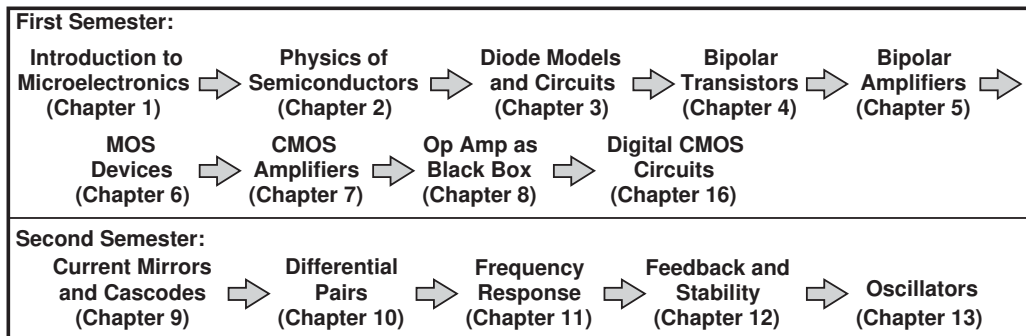 First Semester:
Introduction to Microelectronics (Chapter 1)
Physics of Semiconductors (Chapter 2)
Diode Models and Circuits (Chapter 3)
Bipolar Transistors (Chapter 4)
Bipolar Amplifiers (Chapter 5)
MOS Devices (Chapter 6)
CMOS Amplifiers (Chapter 7)
Op Amp as Black Box (Chapter 8)
Digital CMOS Circuits (Chapter 16)
Second Semester:
Current Mirrors and Cascodes (Chapter 9)
Differential Pairs (Chapter 10)
Frequency Response (Chapter 11)
Feedback and Stability (Chapter 12)
Oscillators (Chapter 13)